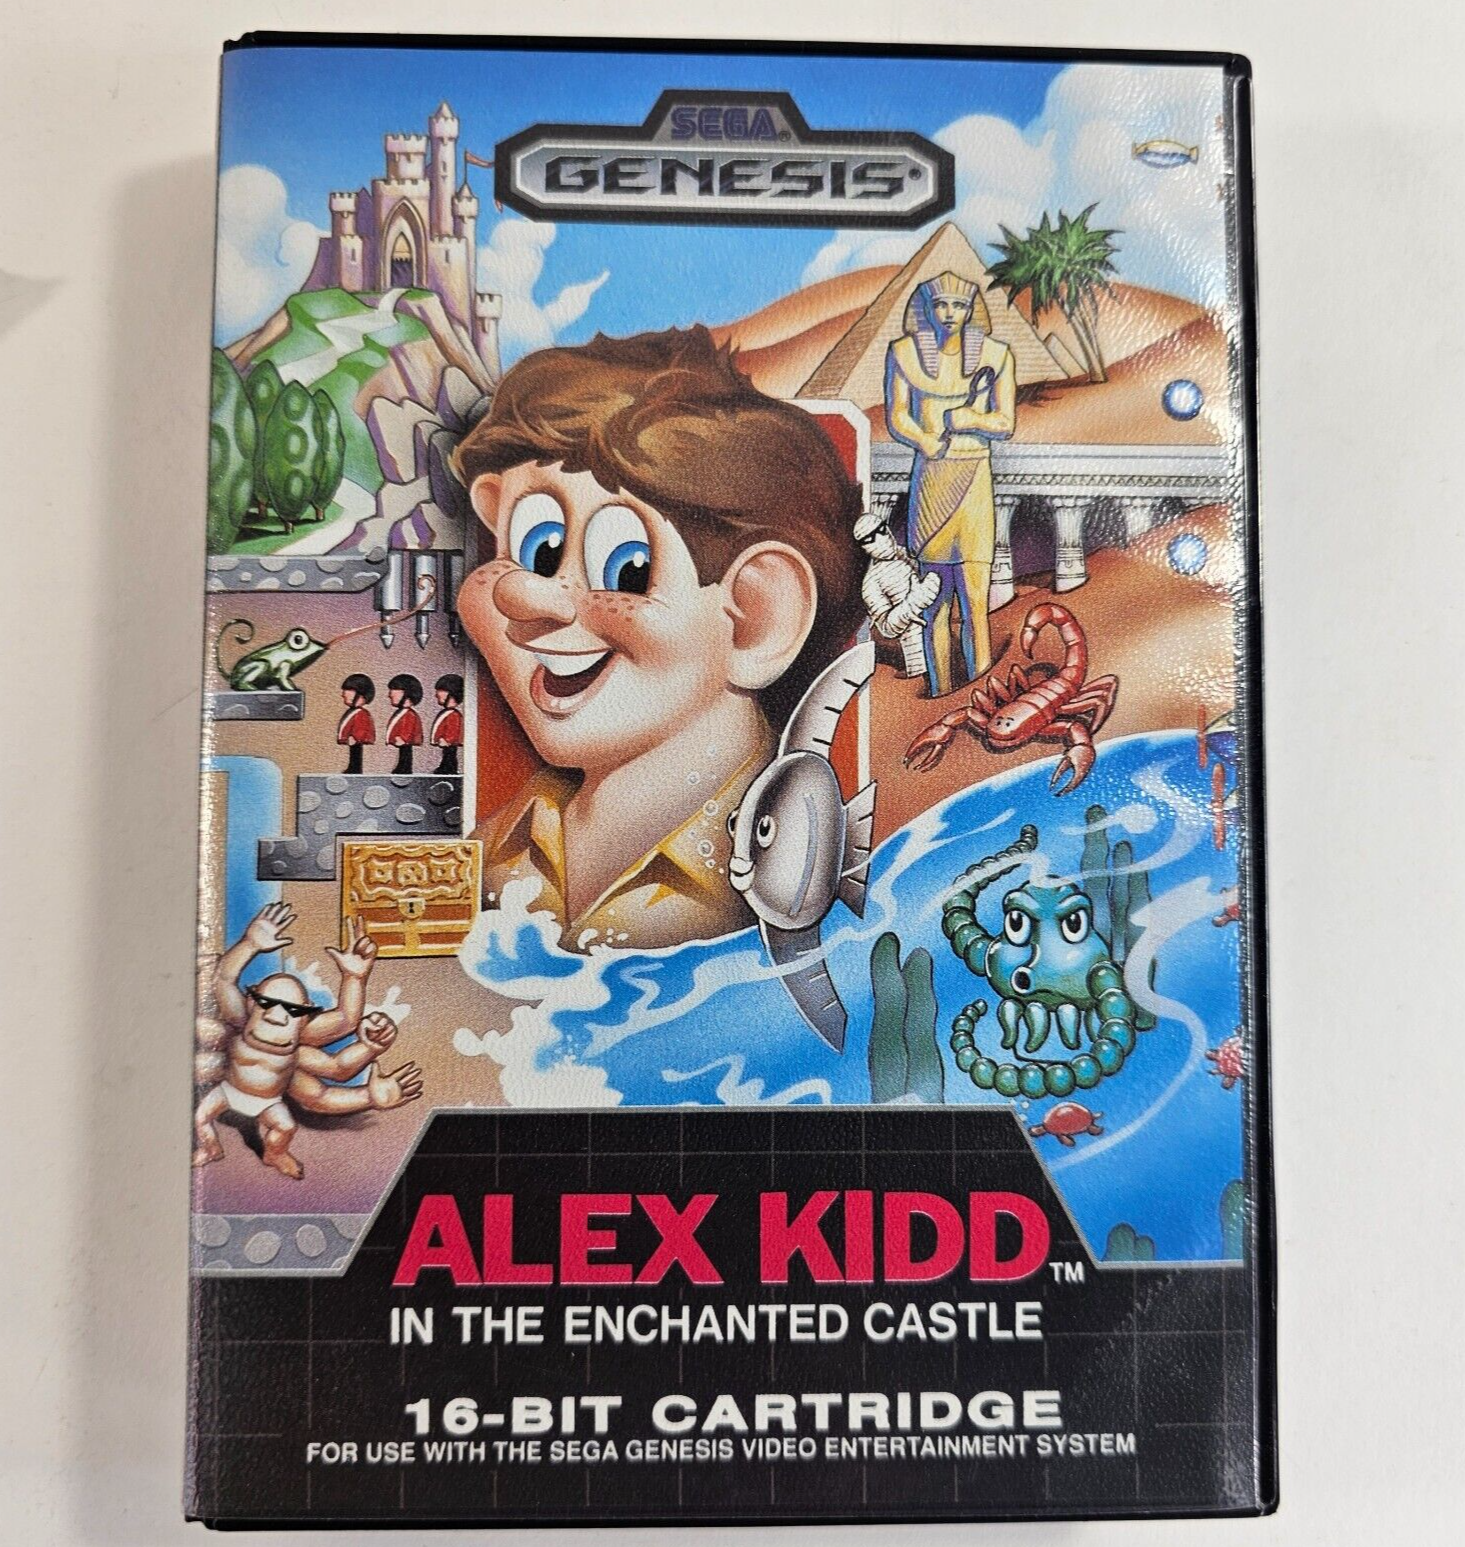 SEGA®
GENESIS
ALEX KIDD™
IN THE ENCHANTED CASTLE
16-BIT CARTRIDGE
FOR USE WITH THE SEGA GENESIS VIDEO ENTERTAINMENT SYSTEM